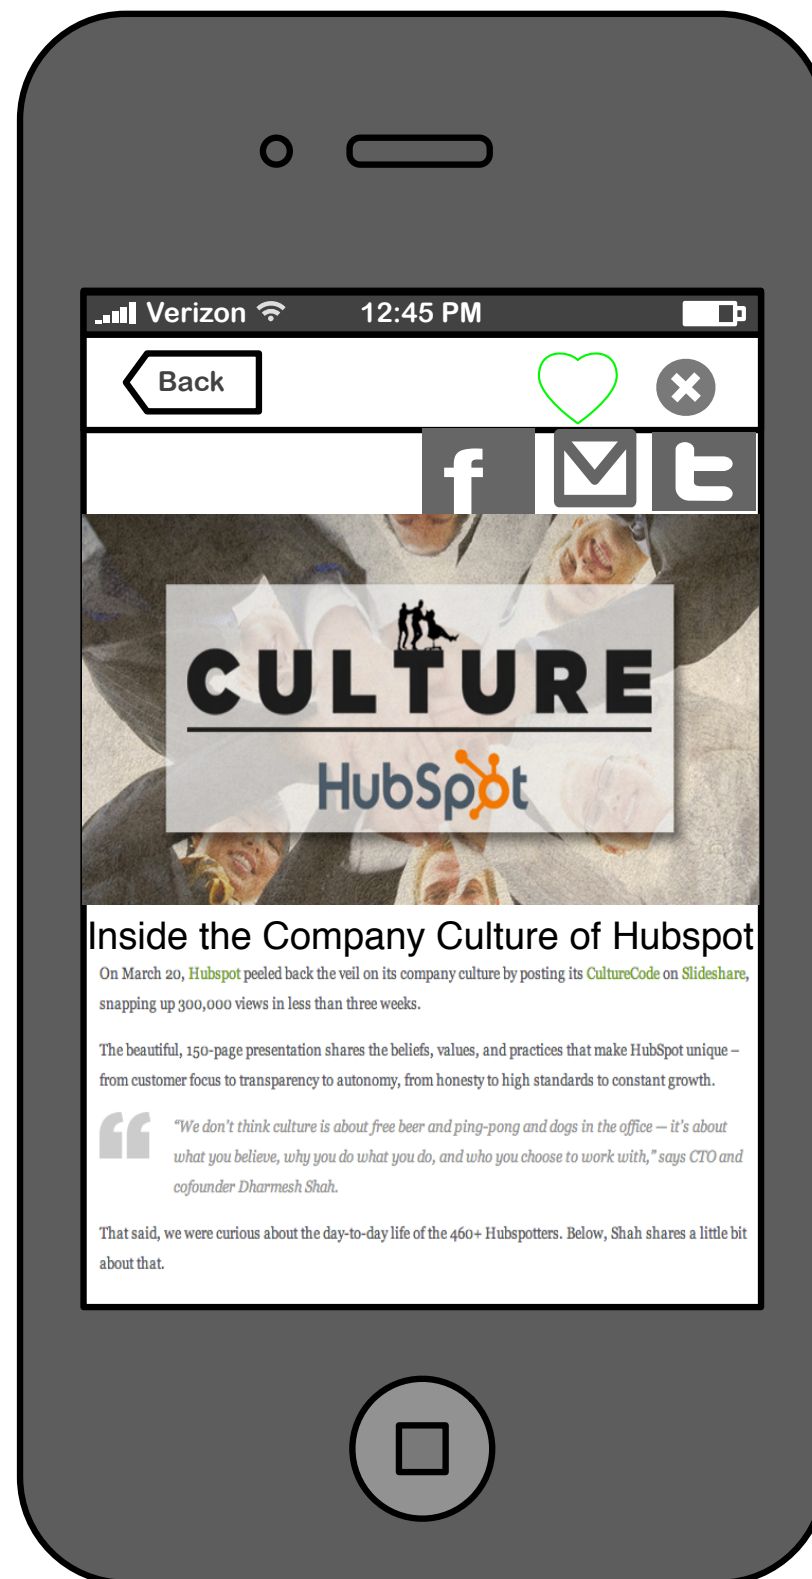 Verizon 12:45 PM
Back
f t
CULTURE
HubSpot
Inside the Company Culture of Hubspot
On March 20, Hubspot peeled back the veil on its company culture by posting its CultureCode on Slideshare,
snapping up 300,000 views in less than three weeks.
The beautiful, 150-page presentation shares the beliefs, values, and practices that make HubSpot unique –
from customer focus to transparency to autonomy, from honesty to high standards to constant growth.
“We don’t think culture is about free beer and ping-pong and dogs in the office — it’s about
what you believe, why you do what you do, and who you choose to work with,” says CTO and
cofounder Dharmesh Shah.
That said, we were curious about the day-to-day life of the 460+ Hubspotters. Below, Shah shares a little bit
about that.